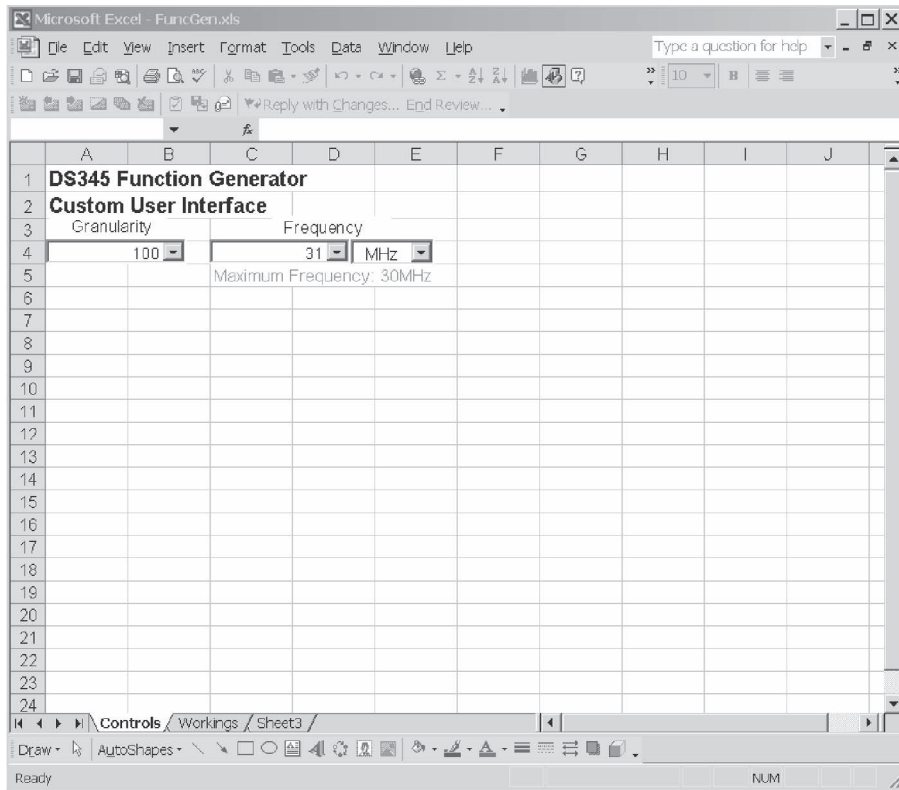 Microsoft Excel - FuncGen.xls
File Edit View Insert Format Tools Data Window Help Type a question for help
10 B
Reply with Changes... End Review...
fx
A B C D E F G H I J
1 DS345 Function Generator
2 Custom User Interface
3 Granularity Frequency
4 100 31 MHz
5 Maximum Frequency: 30MHz
6
7
8
9
10
11
12
13
14
15
16
17
18
19
20
21
22
23
24
Controls / Workings / Sheet3 /
Draw AutoShapes
Ready NUM